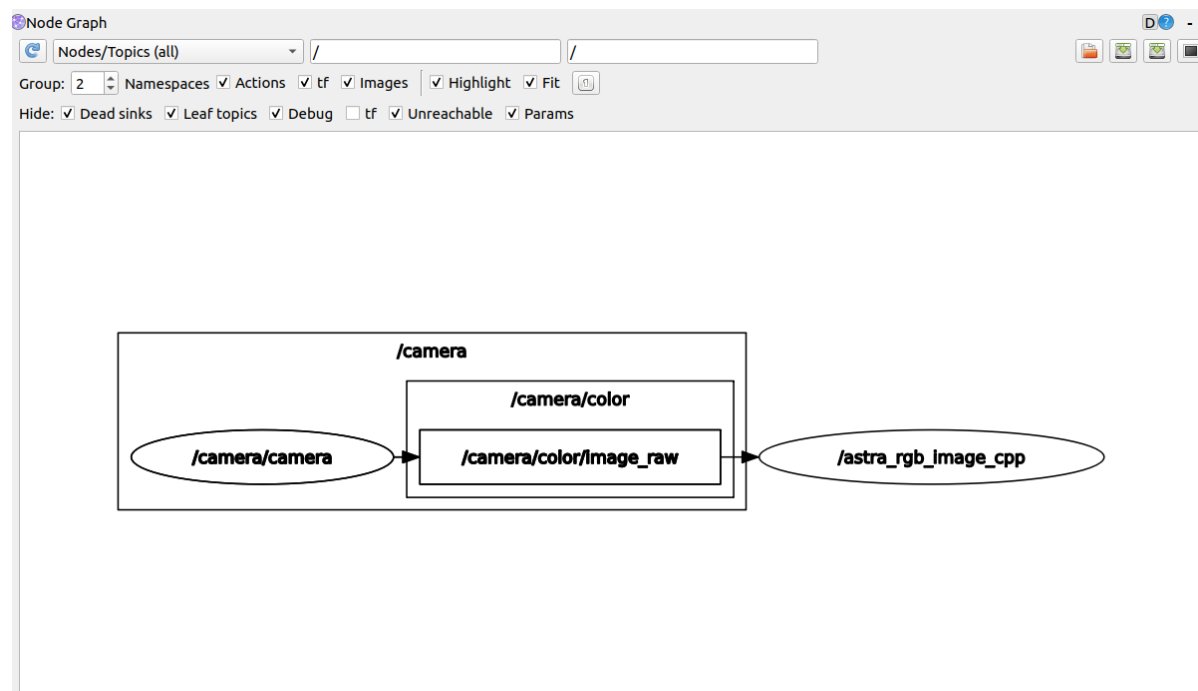 Node Graph D ? -
Nodes/Topics (all) / /
Group: 2 Namespaces Actions tf Images Highlight Fit
Hide: Dead sinks Leaf topics Debug tf Unreachable Params
/camera
/camera/color
/camera/camera /camera/color/image_raw /astra_rgb_image_cpp